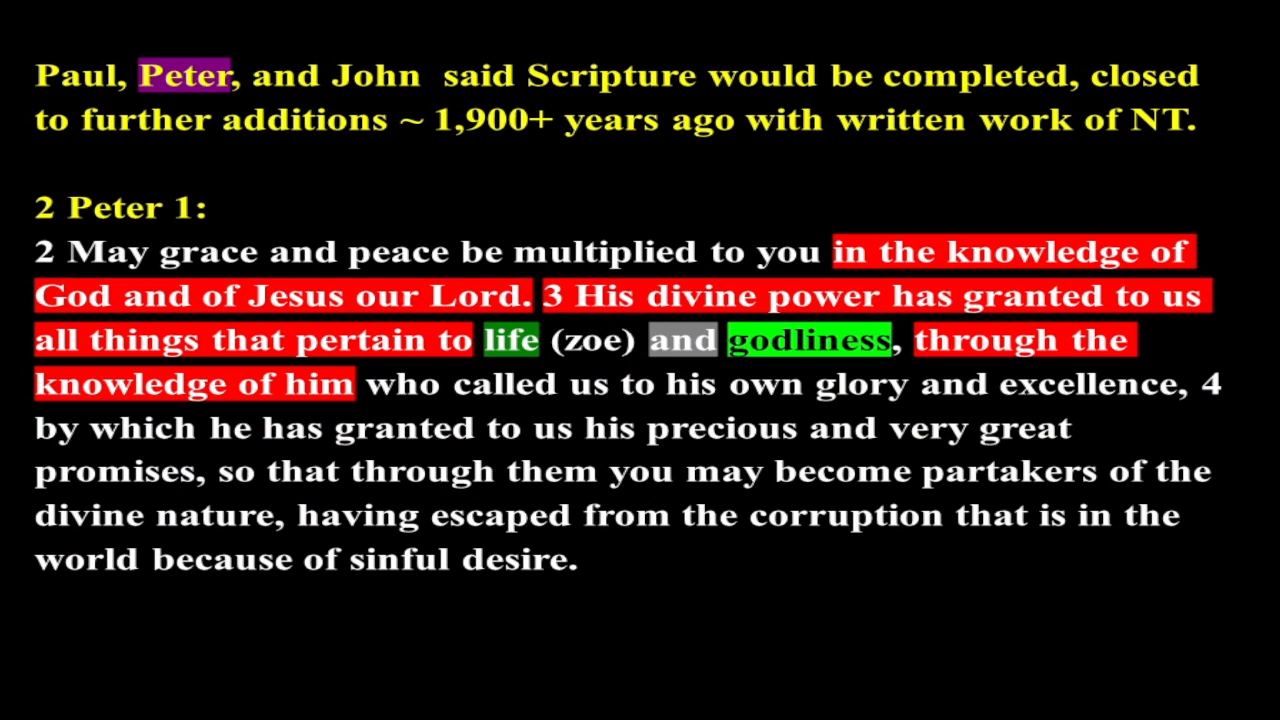 Paul, Peter, and John  said Scripture would be completed, closed
to further additions ~ 1,900+ years ago with written work of NT.
2 Peter 1:
2 May grace and peace be multiplied to you in the knowledge of
God and of Jesus our Lord. 3 His divine power has granted to us
all things that pertain to life (zoe) and godliness, through the
knowledge of him who called us to his own glory and excellence, 4
by which he has granted to us his precious and very great
promises, so that through them you may become partakers of the
divine nature, having escaped from the corruption that is in the
world because of sinful desire.